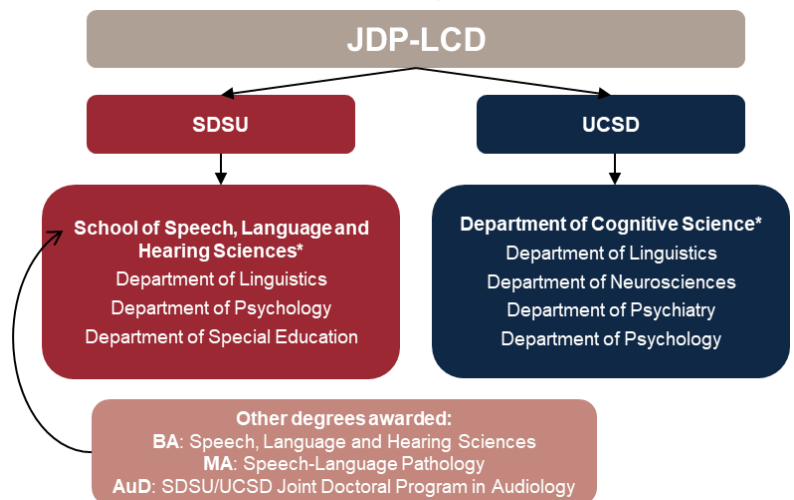 JDP-LCD
SDSU
UCSD
School of Speech, Language and
Hearing Sciences*
Department of Linguistics
Department of Psychology
Department of Special Education
Department of Cognitive Science*
Department of Linguistics
Department of Neurosciences
Department of Psychiatry
Department of Psychology
Other degrees awarded:
BA: Speech, Language and Hearing Sciences
MA: Speech-Language Pathology
AuD: SDSU/UCSD Joint Doctoral Program in Audiology